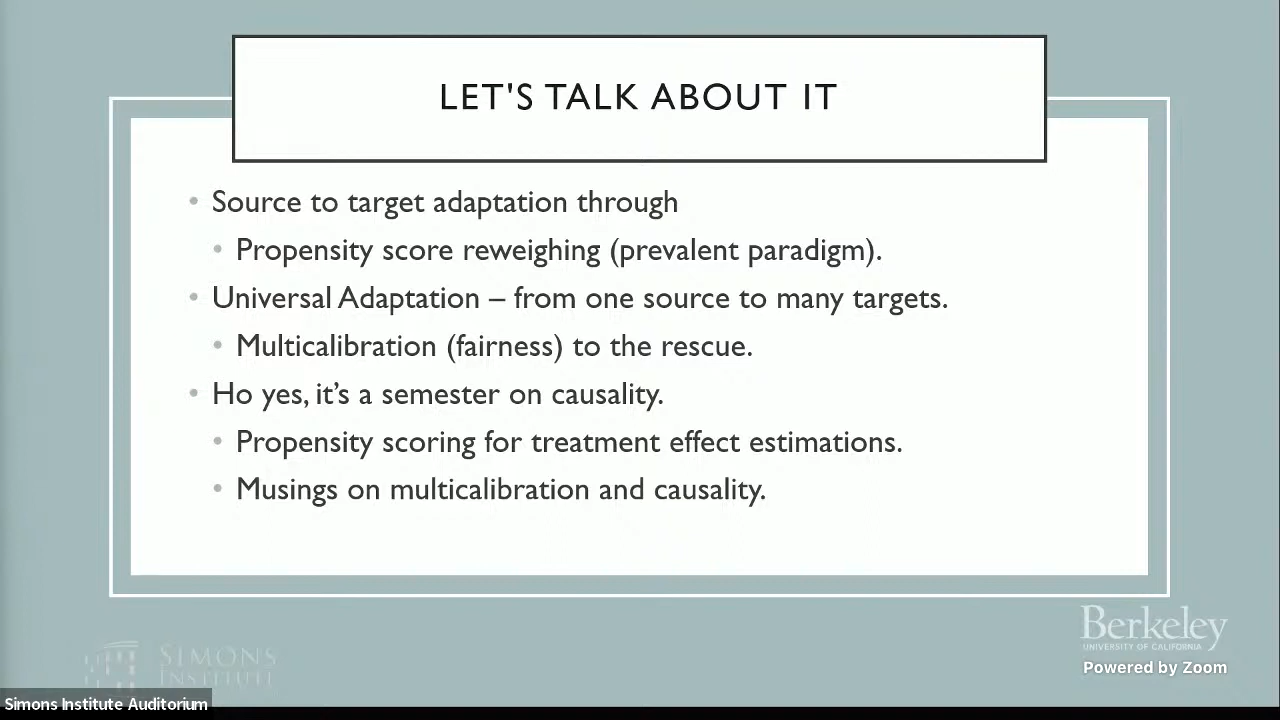 LET'S TALK ABOUT IT
• Source to target adaptation through
• Propensity score reweighing (prevalent paradigm).
• Universal Adaptation – from one source to many targets.
• Multicalibration (fairness) to the rescue.
• Ho yes, it’s a semester on causality.
• Propensity scoring for treatment effect estimations.
• Musings on multicalibration and causality.
Berkeley
UNIVERSITY OF CALIFORNIA
Powered by Zoom
SIMONS
INSTITUTE
Simons Institute Auditorium